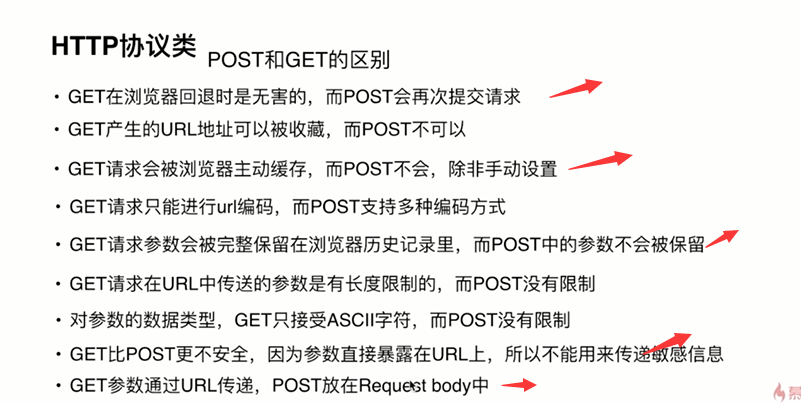 HTTP协议类
POST和GET的区别
• GET在浏览器回退时是无害的，而POST会再次提交请求
• GET产生的URL地址可以被收藏，而POST不可以
• GET请求会被浏览器主动缓存，而POST不会，除非手动设置
• GET请求只能进行url编码，而POST支持多种编码方式
• GET请求参数会被完整保留在浏览器历史记录里，而POST中的参数不会被保留
• GET请求在URL中传送的参数是有长度限制的，而POST没有限制
• 对参数的数据类型，GET只接受ASCII字符，而POST没有限制
• GET比POST更不安全，因为参数直接暴露在URL上，所以不能用来传递敏感信息
• GET参数通过URL传递，POST放在Request body中